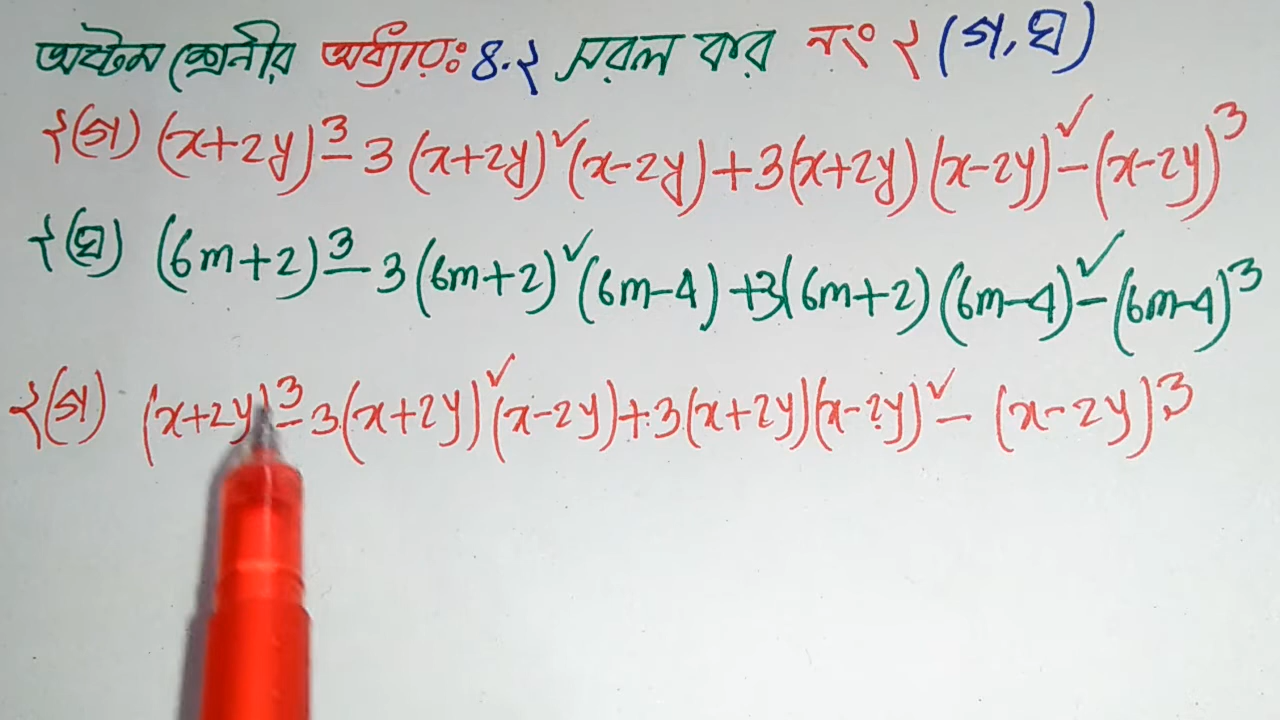 অষ্টম শ্রেনীর অধ্যায়ঃ ৪.২ সরল কর নং ২ (গ, ঘ)
২(গ) (x+2y)³ - 3(x+2y)²(x-2y) + 3(x+2y)(x-2y)² - (x-2y)³
২(ঘ) (6m+2)³ - 3(6m+2)²(6m-4) + 3(6m+2)(6m-4)² - (6m-4)³
২(গ) (x+2y)³ - 3(x+2y)²(x-2y) + 3(x+2y)(x-2y)² - (x-2y)³